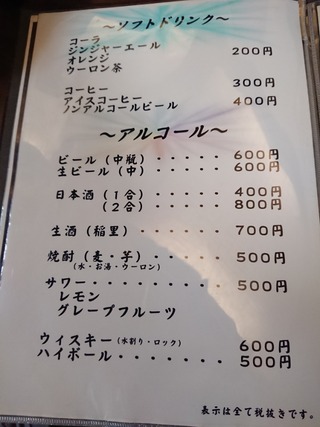 ～ソフトドリンク～
コーラ
ジンジャーエール
オレンジ
ウーロン茶
200円
コーヒー 300円
アイスコーヒー
ノンアルコールビール
400円
～アルコール～
ビール（中瓶）・・・・・ 600円
生ビール（中）・・・・・ 600円
日本酒（1合）・・・・・ 400円
（2合）・・・・・ 800円
生酒（稲里）・・・・・ 700円
焼酎（麦・芋）・・・・・ 500円
（水・お湯・ウーロン）
サワー・・・・・・・・ 500円
レモン
グレープフルーツ
ウィスキー（水割り・ロック） 600円
ハイボール・・・・・・・ 500円
表示は全て税抜きです。